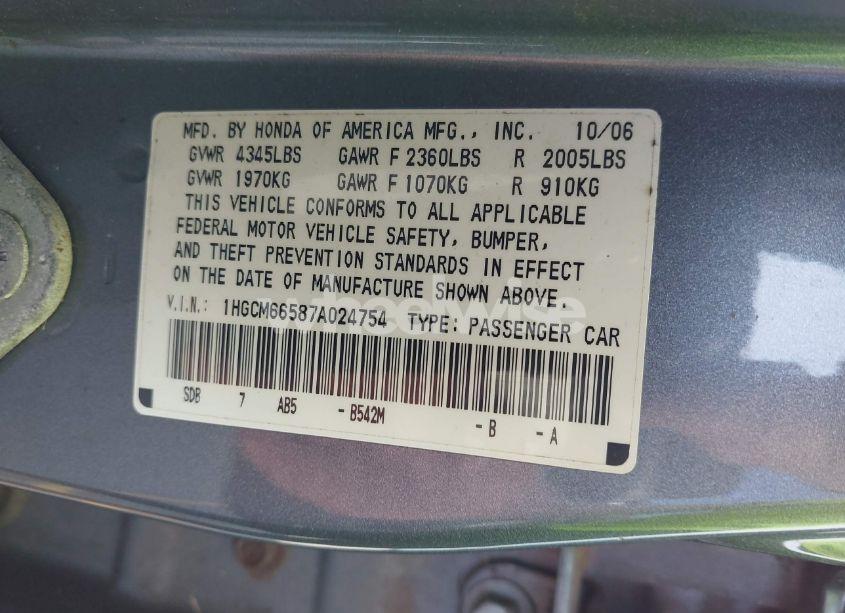 MFD. BY HONDA OF AMERICA MFG., INC. 10/06
GVWR 4345LBS GAWR F 2360LBS R 2005LBS
GVWR 1970KG GAWR F 1070KG R 910KG
THIS VEHICLE CONFORMS TO ALL APPLICABLE
FEDERAL MOTOR VEHICLE SAFETY, BUMPER,
AND THEFT PREVENTION STANDARDS IN EFFECT
ON THE DATE OF MANUFACTURE SHOWN ABOVE.
V.I.N.: 1HGCM66587A024754 TYPE: PASSENGER CAR
SDB 7 AB5 - B542M - B - A
wheelwise